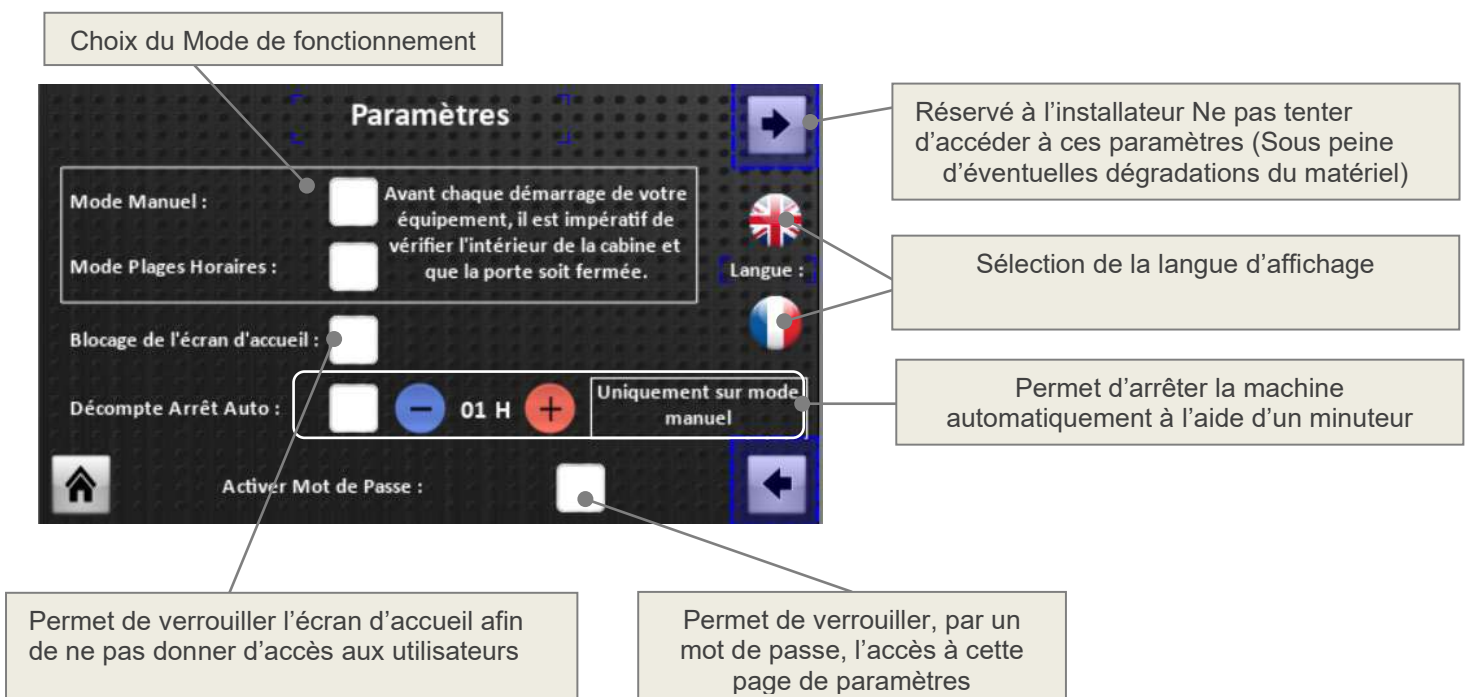 Choix du Mode de fonctionnement
Paramètres
Réservé à l’installateur Ne pas tenter
d’accéder à ces paramètres (Sous peine
d’éventuelles dégradations du matériel)
Mode Manuel :
Avant chaque démarrage de votre
équipement, il est impératif de
vérifier l'intérieur de la cabine et
que la porte soit fermée.
Mode Plages Horaires :
Langue :
Sélection de la langue d’affichage
Blocage de l'écran d'accueil :
Décompte Arrêt Auto :
01 H
Uniquement sur mode
manuel
Permet d’arrêter la machine
automatiquement à l’aide d’un minuteur
Activer Mot de Passe :
Permet de verrouiller l’écran d’accueil afin
de ne pas donner d’accès aux utilisateurs
Permet de verrouiller, par un
mot de passe, l’accès à cette
page de paramètres